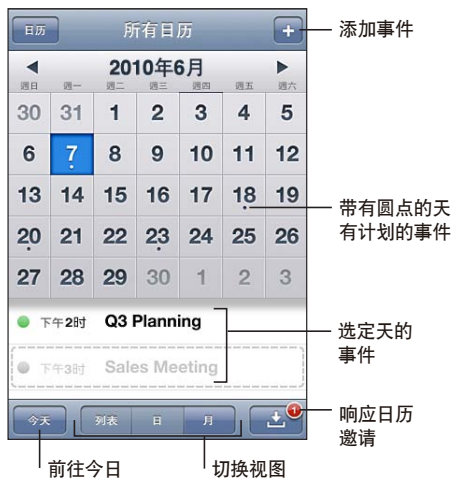 日历 所有日历 +
添加事件
2010年6月
週日 週一 週二 週三 週四 週五 週六
30 31 1 2 3 4 5
6 7 8 9 10 11 12
13 14 15 16 17 18 19
带有圆点的天
有计划的事件
20 21 22 23 24 25 26
27 28 29 30 1 2 3
下午2时 Q3 Planning
下午3时 Sales Meeting
选定天的
事件
今天 列表 日 月 1
响应日历
邀请
前往今日 切换视图